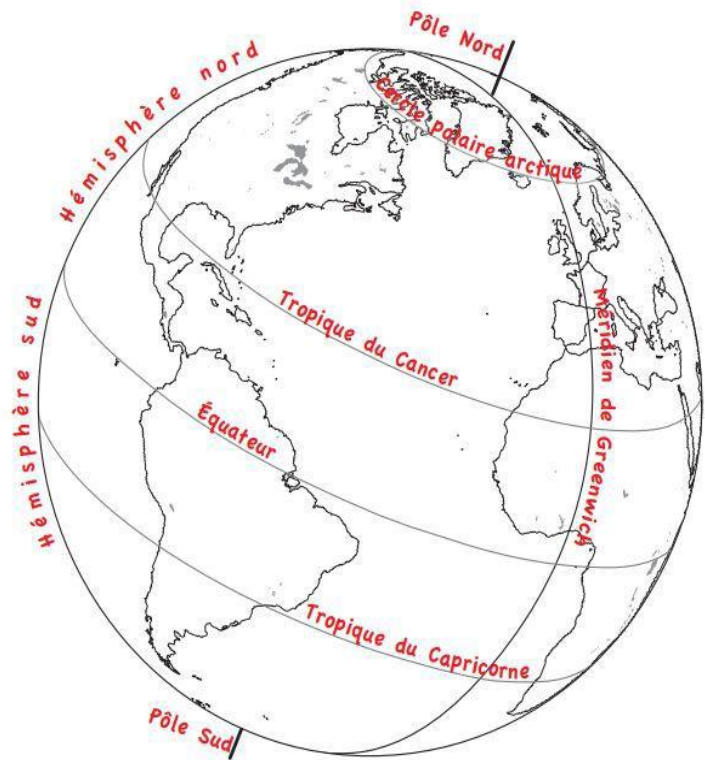 Pôle Nord
Hémisphère nord
Cercle polaire arctique
Tropique du Cancer
Méridien de Greenwich
Hémisphère sud
Équateur
Tropique du Capricorne
Pôle Sud